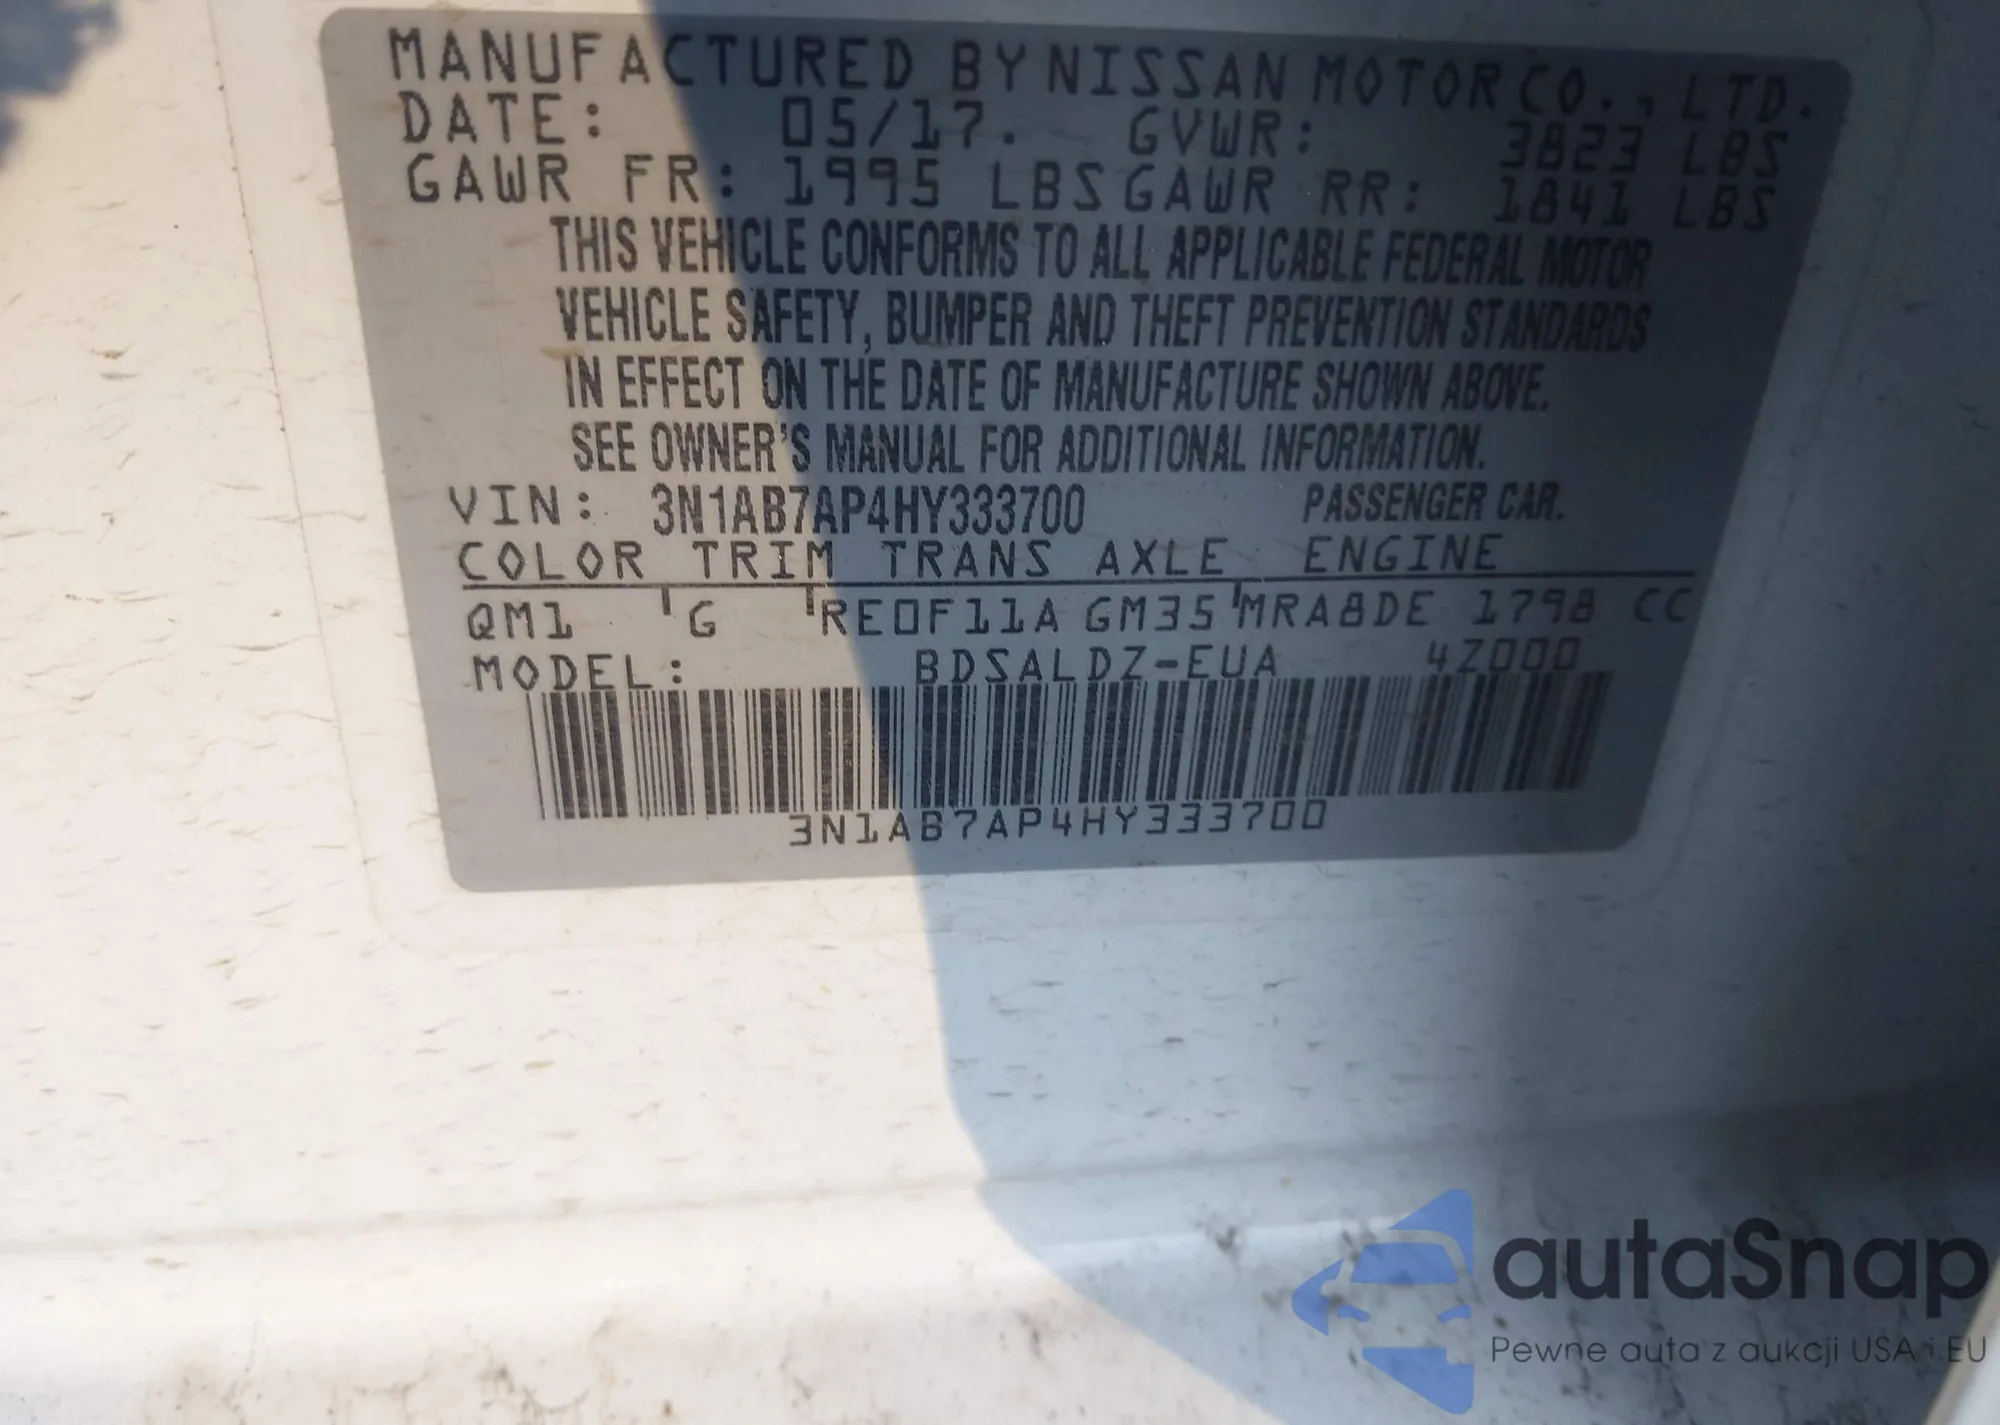 MANUFACTURED BY NISSAN MOTOR CO., LTD.
DATE: 05/17. GVWR: 3823 LBS
GAWR FR: 1995 LBS GAWR RR: 1841 LBS
THIS VEHICLE CONFORMS TO ALL APPLICABLE FEDERAL MOTOR
VEHICLE SAFETY, BUMPER AND THEFT PREVENTION STANDARDS
IN EFFECT ON THE DATE OF MANUFACTURE SHOWN ABOVE.
SEE OWNER'S MANUAL FOR ADDITIONAL INFORMATION.
VIN: 3N1AB7AP4HY333700 PASSENGER CAR.
COLOR TRIM TRANS AXLE ENGINE
QM1 G RE0F11A GM35 MRA8DE 1798 CC
MODEL: BDSALDZ-EUA 4Z000
3N1AB7AP4HY333700
autaSnap
Pewne auta z aukcji USA i EU